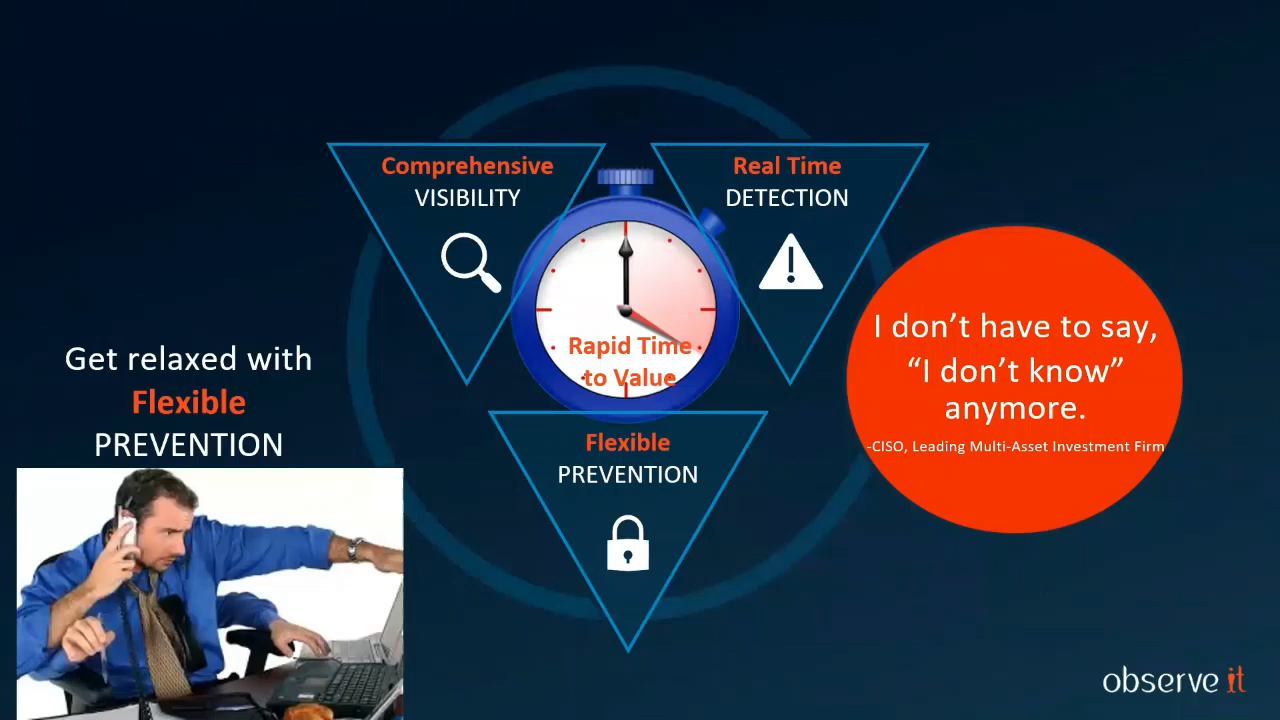 Comprehensive
VISIBILITY
Real Time
DETECTION
Rapid Time
to Value
Flexible
PREVENTION
Get relaxed with
Flexible
PREVENTION
I don’t have to say,
“I don’t know”
anymore.
-CISO, Leading Multi-Asset Investment Firm
observe it